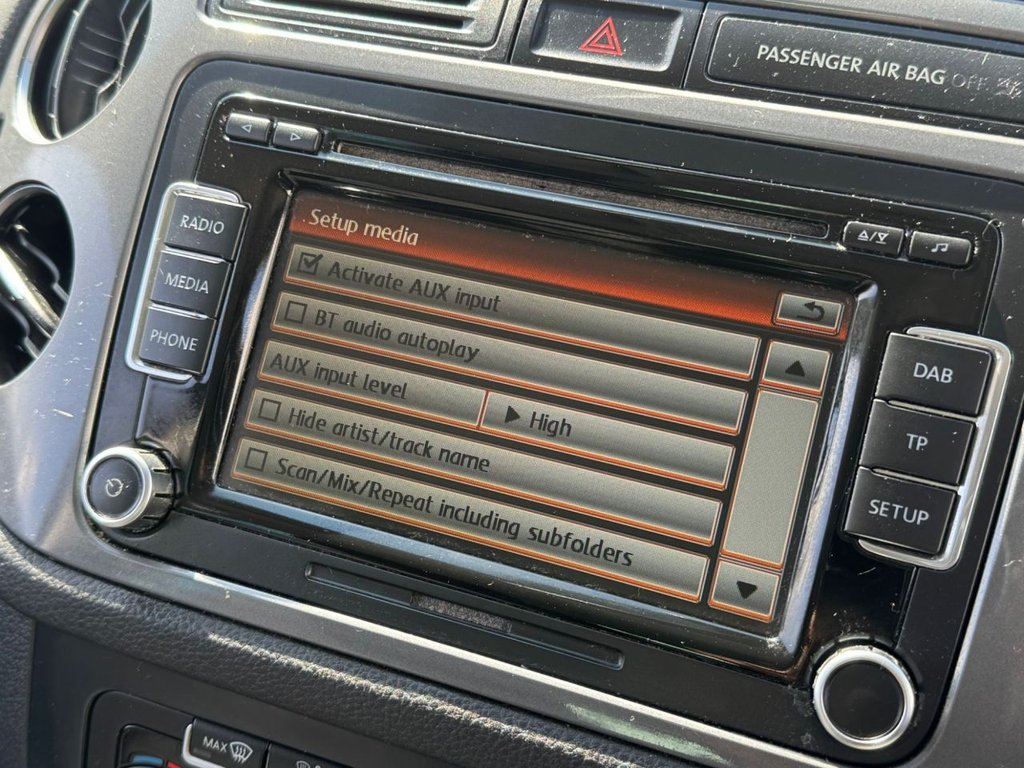 PASSENGER AIR BAG OFF
RADIO
MEDIA
PHONE
Setup media
Activate AUX input
BT audio autoplay
AUX input level
High
Hide artist/track name
Scan/Mix/Repeat including subfolders
DAB
TP
SETUP
MAX